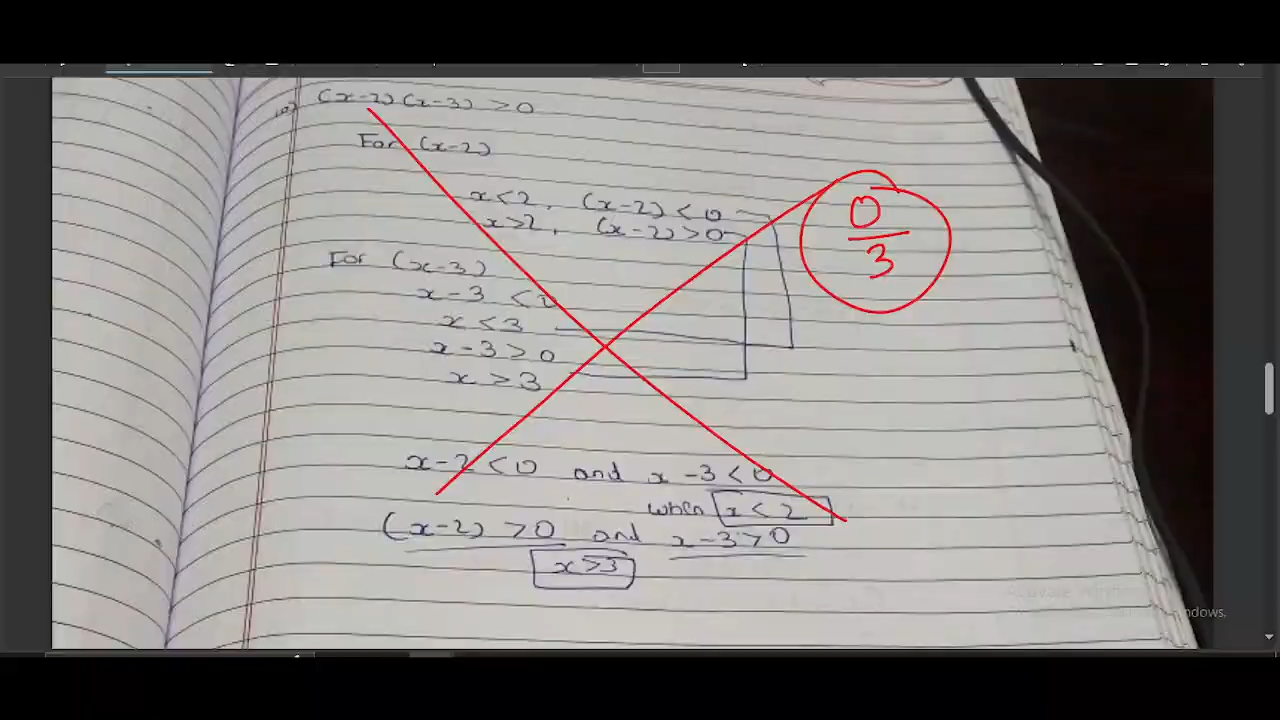 (x-2)(x-3) >0
For (x-2)
x<2, (x-2)<0
x>2, (x-2)>0
0
3
For (x-3)
x-3 <
x<3
x-3>0
x>3
x-2<0 and x-3<0
when x<2
(x-2) >0 and x-3>0
x>3